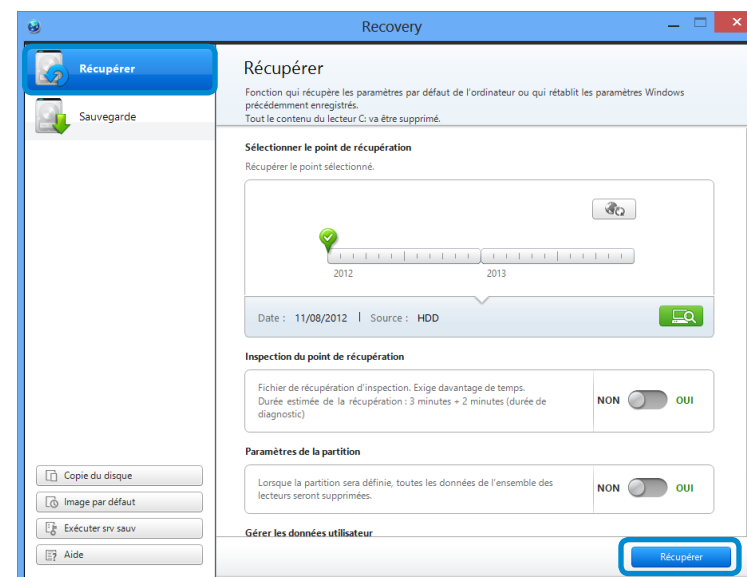 Recovery
Récupérer
Sauvegarde
Copie du disque
Image par défaut
Exécuter srv sauv
Aide
Récupérer
Fonction qui récupère les paramètres par défaut de l'ordinateur ou qui rétablit les paramètres Windows
précédemment enregistrés.
Tout le contenu du lecteur C: va être supprimé.
Sélectionner le point de récupération
Récupérer le point sélectionné.
2012 2013
Date : 11/08/2012 | Source : HDD
Inspection du point de récupération
Fichier de récupération d'inspection. Exige davantage de temps.
Durée estimée de la récupération : 3 minutes + 2 minutes (durée de
diagnostic)
NON OUI
Paramètres de la partition
Lorsque la partition sera définie, toutes les données de l'ensemble des
lecteurs seront supprimées.
NON OUI
Gérer les données utilisateur
Récupérer